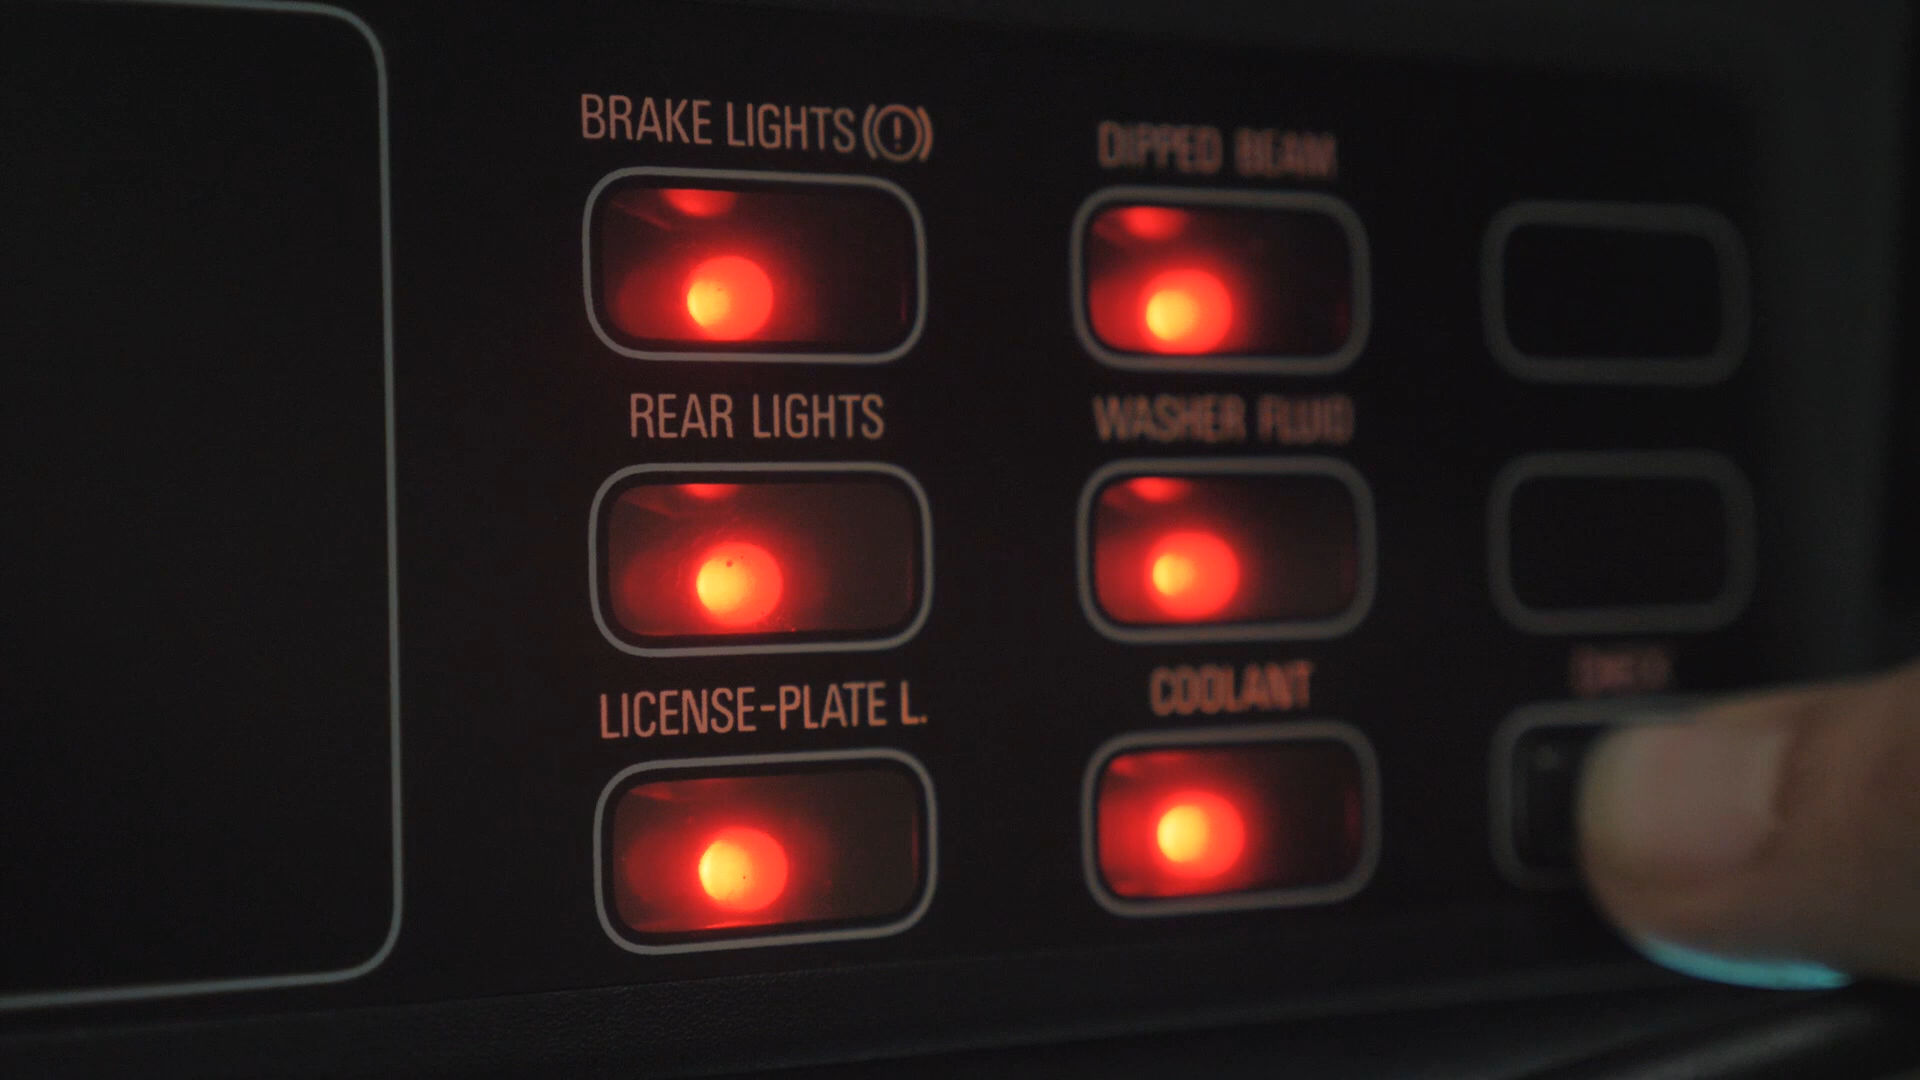 BRAKE LIGHTS (!)
DIPPED BEAM
REAR LIGHTS
WASHER FLUID
LICENSE-PLATE L.
COOLANT